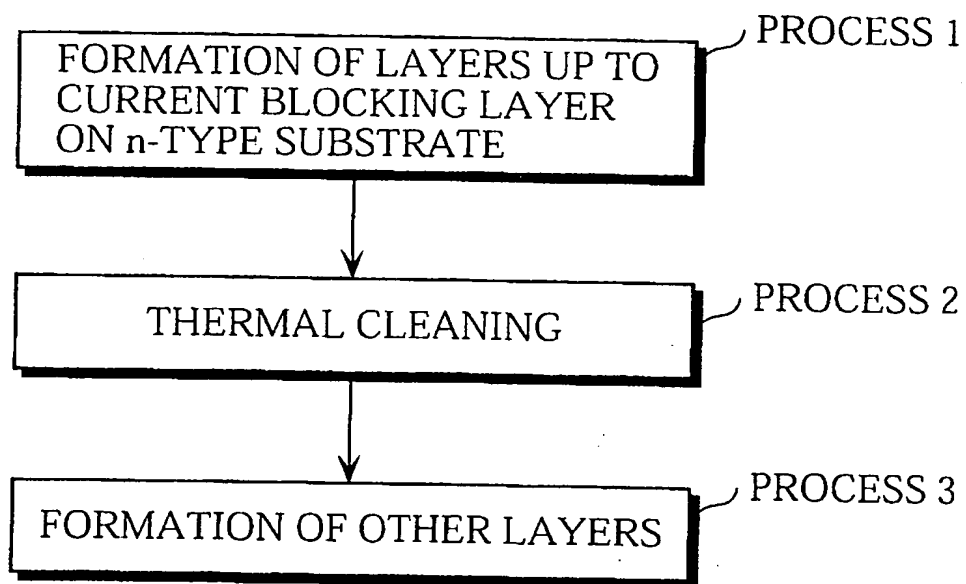 PROCESS 1
FORMATION OF LAYERS UP TO
CURRENT BLOCKING LAYER
ON n-TYPE SUBSTRATE
PROCESS 2
THERMAL CLEANING
PROCESS 3
FORMATION OF OTHER LAYERS